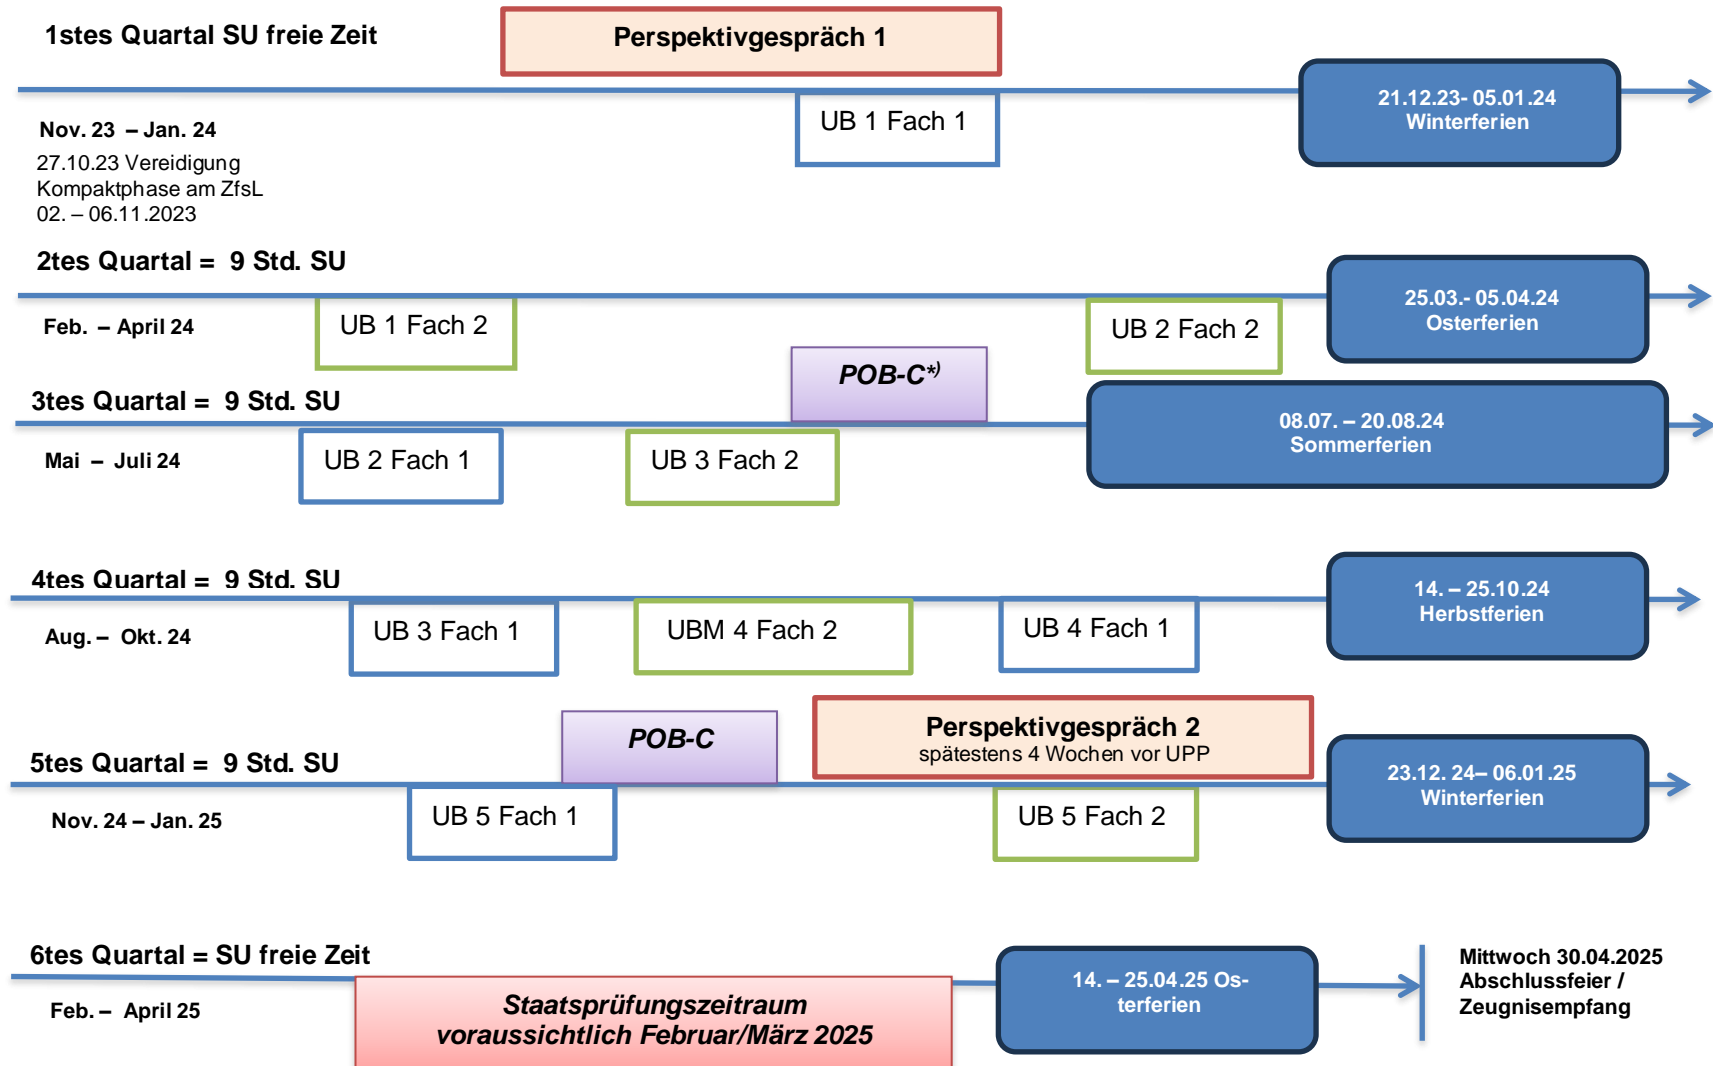 1stes Quartal SU freie Zeit
Perspektivgespräch 1
UB 1 Fach 1
21.12.23- 05.01.24
Winterferien
Nov. 23 – Jan. 24
27.10.23 Vereidigung
Kompaktphase am ZfsL
02. – 06.11.2023
2tes Quartal = 9 Std. SU
Feb. – April 24
UB 1 Fach 2
UB 2 Fach 2
25.03.- 05.04.24
Osterferien
POB-C*)
3tes Quartal = 9 Std. SU
Mai – Juli 24
UB 2 Fach 1
UB 3 Fach 2
08.07. – 20.08.24
Sommerferien
4tes Quartal = 9 Std. SU
Aug. – Okt. 24
UB 3 Fach 1
UBM 4 Fach 2
UB 4 Fach 1
14. – 25.10.24
Herbstferien
POB-C
Perspektivgespräch 2
spätestens 4 Wochen vor UPP
5tes Quartal = 9 Std. SU
Nov. 24 – Jan. 25
UB 5 Fach 1
UB 5 Fach 2
23.12. 24– 06.01.25
Winterferien
6tes Quartal = SU freie Zeit
Feb. – April 25
Staatsprüfungszeitraum
voraussichtlich Februar/März 2025
14. – 25.04.25 Os-
terferien
Mittwoch 30.04.2025
Abschlussfeier /
Zeugnisempfang